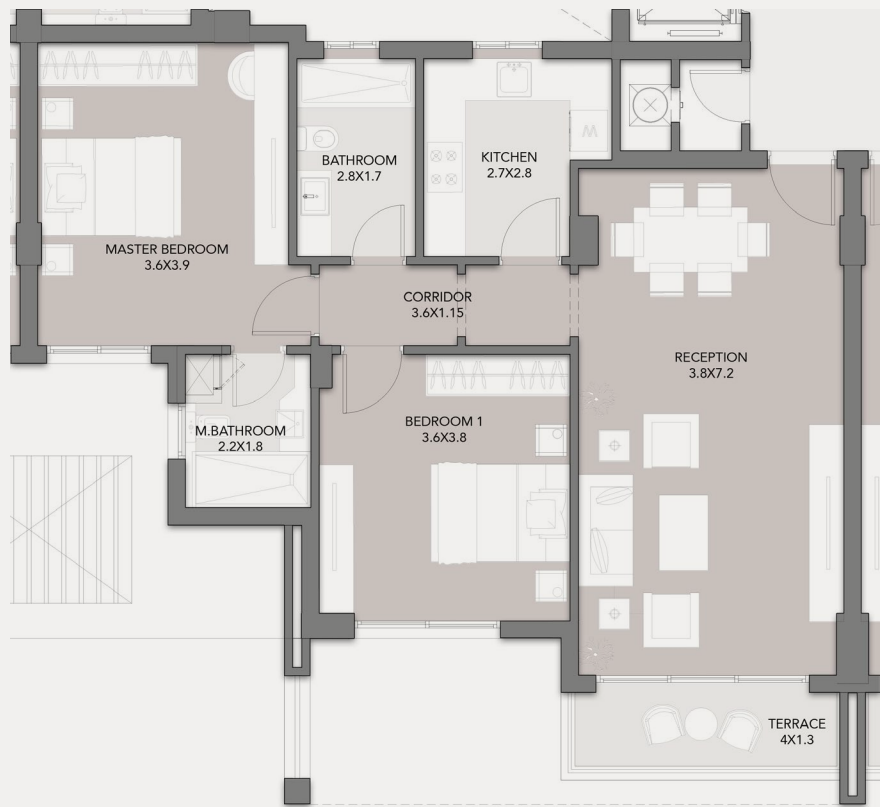 BATHROOM
2.8X1.7
KITCHEN
2.7X2.8
W
MASTER BEDROOM
3.6X3.9
CORRIDOR
3.6X1.15
RECEPTION
3.8X7.2
M.BATHROOM
2.2X1.8
BEDROOM 1
3.6X3.8
TERRACE
4X1.3